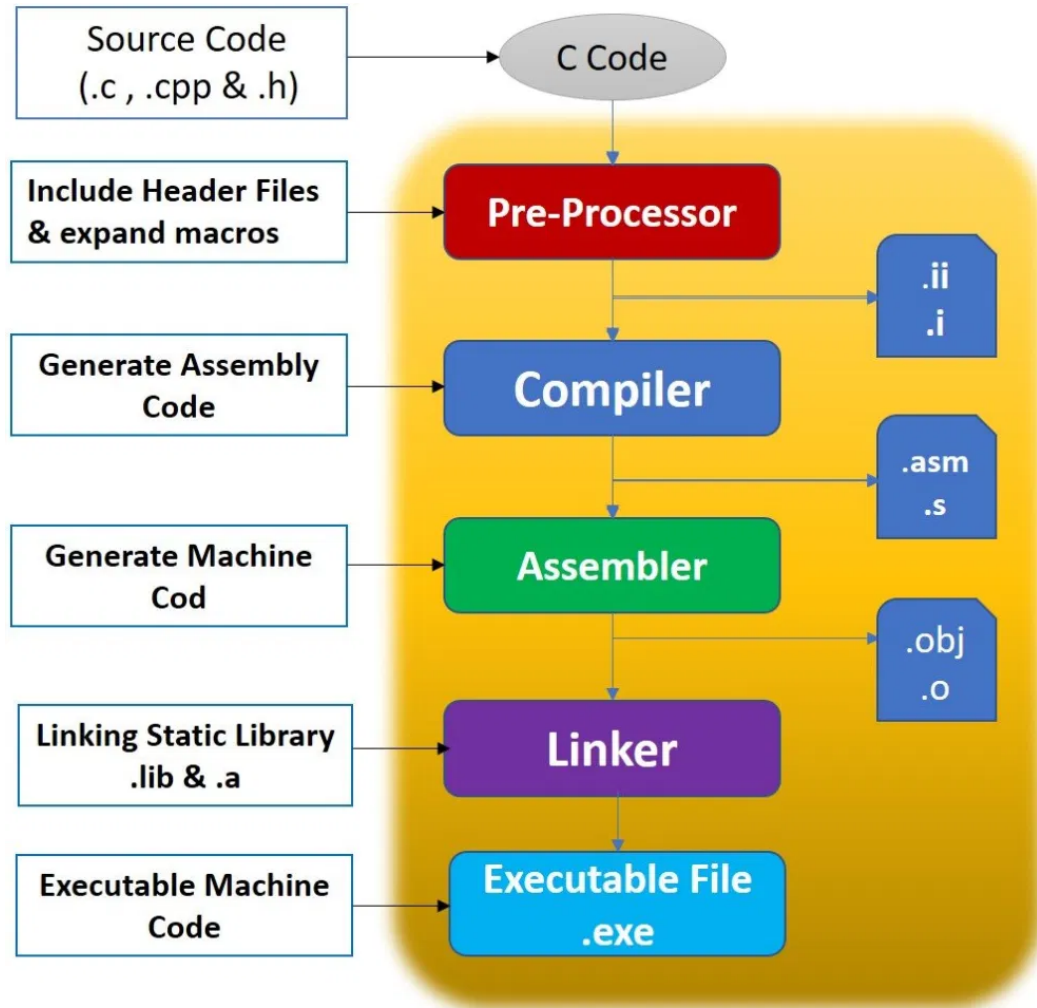 Source Code
(.c , .cpp & .h)
C Code
Include Header Files
& expand macros
Pre-Processor
.ii
.i
Generate Assembly
Code
Compiler
.asm
.s
Generate Machine
Cod
Assembler
.obj
.o
Linking Static Library
.lib & .a
Linker
Executable Machine
Code
Executable File
.exe